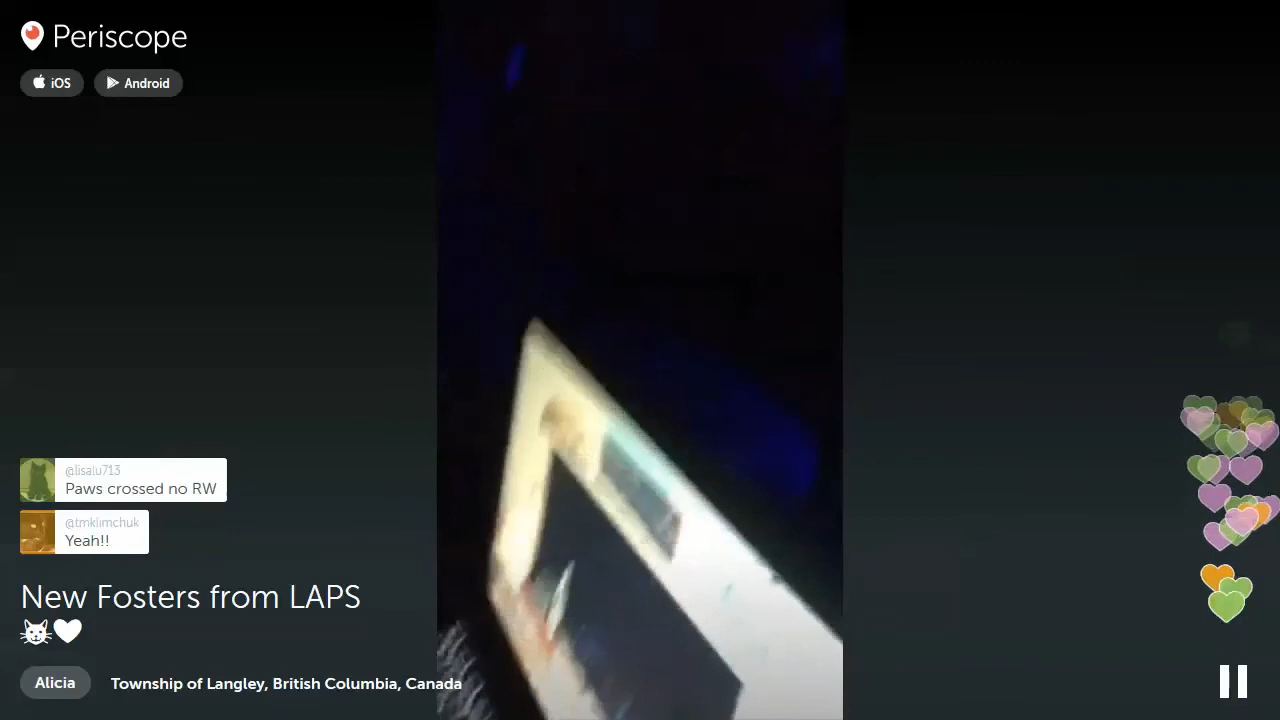 Periscope
iOS
Android
@lisalu713
Paws crossed no RW
@tmklimchuk
Yeah!!
New Fosters from LAPS
🐱❤
Alicia
Township of Langley, British Columbia, Canada